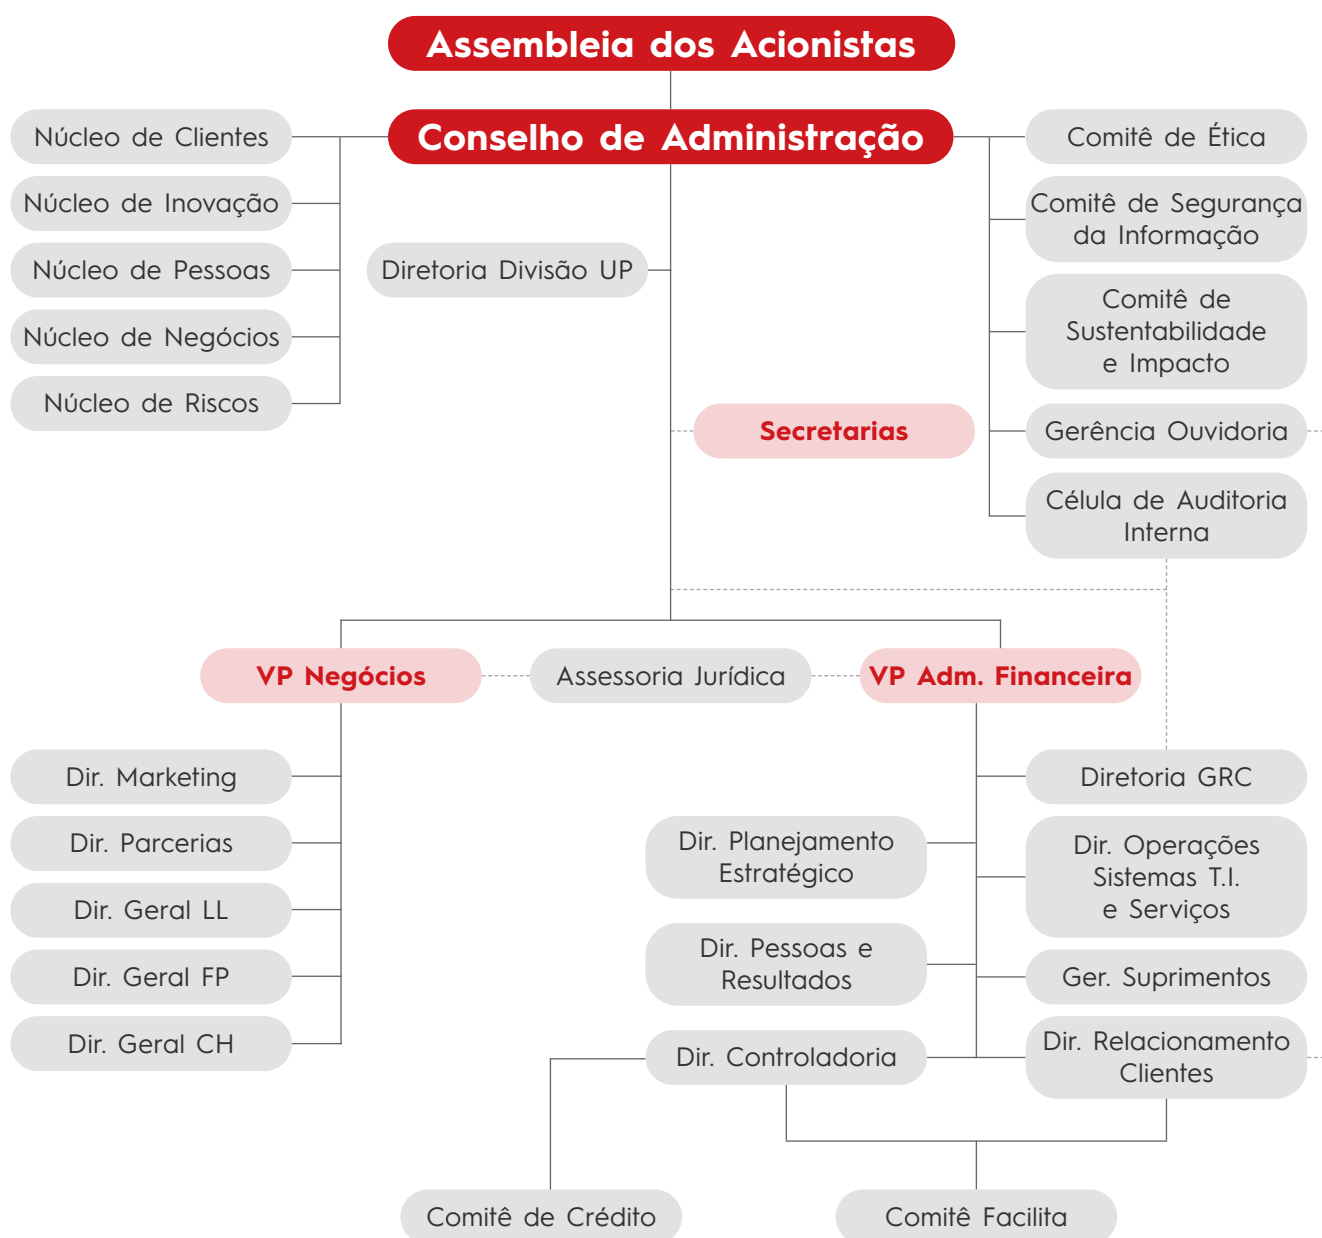 Assembleia dos Acionistas
Conselho de Administração
Núcleo de Clientes
Núcleo de Inovação
Núcleo de Pessoas
Núcleo de Negócios
Núcleo de Riscos
Diretoria Divisão UP
Comitê de Ética
Comitê de Segurança
da Informação
Comitê de
Sustentabilidade
e Impacto
Secretarias
Gerência Ouvidoria
Célula de Auditoria
Interna
VP Negócios
Assessoria Jurídica
VP Adm. Financeira
Dir. Marketing
Dir. Parcerias
Dir. Geral LL
Dir. Geral FP
Dir. Geral CH
Dir. Planejamento
Estratégico
Dir. Pessoas e
Resultados
Dir. Controladoria
Diretoria GRC
Dir. Operações
Sistemas T.I.
e Serviços
Ger. Suprimentos
Dir. Relacionamento
Clientes
Comitê de Crédito
Comitê Facilita